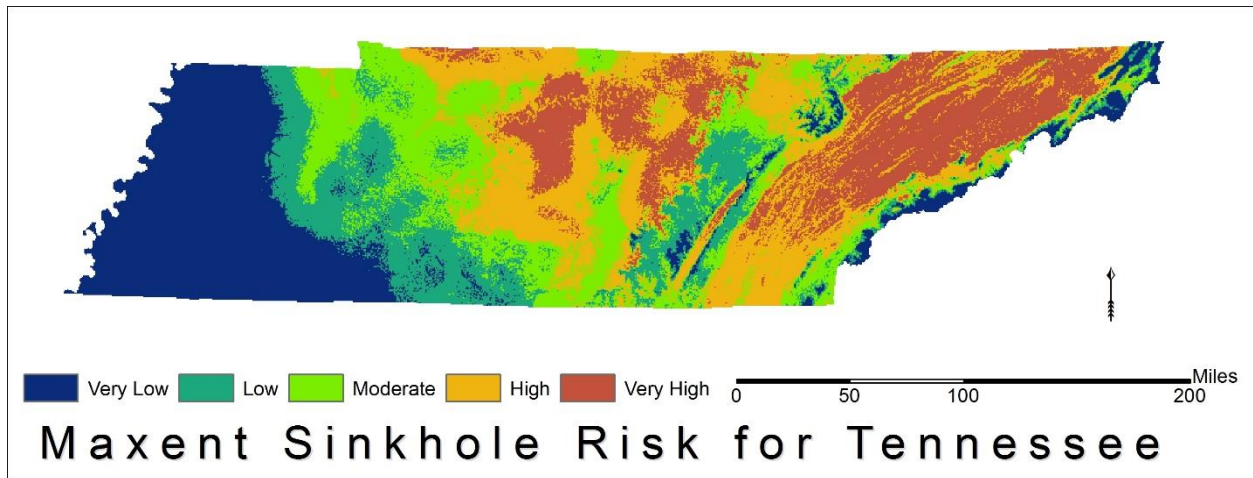 Very Low Low Moderate High Very High
Miles
0 50 100 200
Maxent Sinkhole Risk for Tennessee